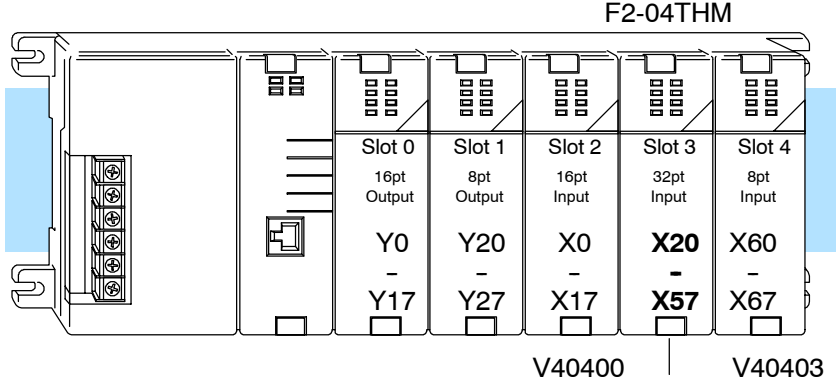 F2-04THM
Slot 0
16pt
Output
Y0
–
Y17
Slot 1
8pt
Output
Y20
–
Y27
Slot 2
16pt
Input
X0
–
X17
Slot 3
32pt
Input
X20
-
X57
Slot 4
8pt
Input
X60
–
X67
V40400
V40403